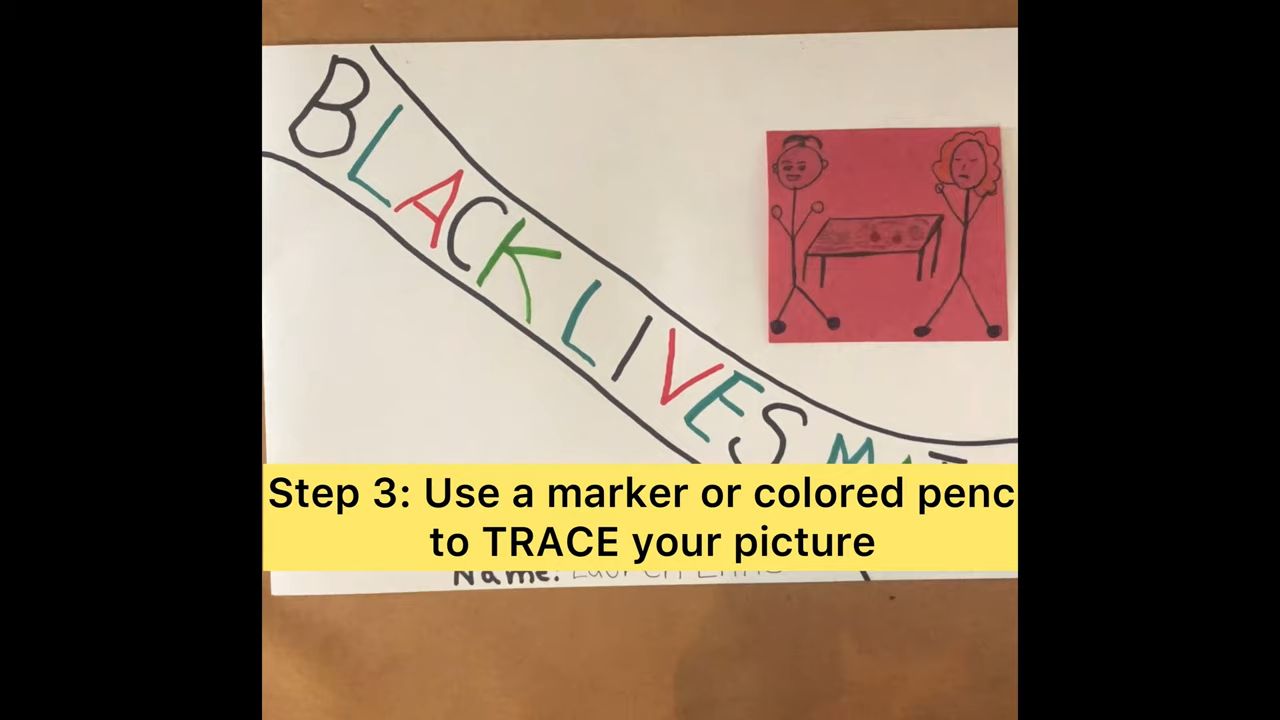 BLACK LIVES
Step 3: Use a marker or colored penc
to TRACE your picture
Name: